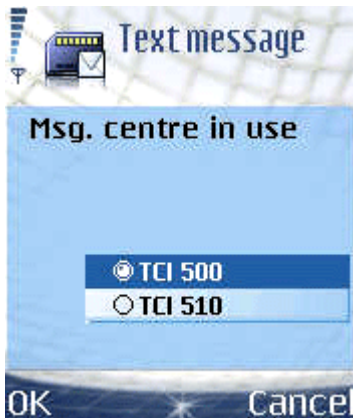 Text message
Msg. centre in use
TCI 500
TCI 510
OK Cancel